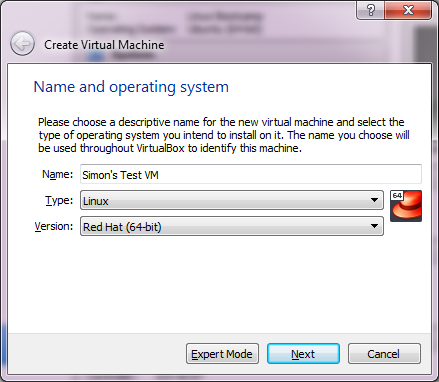 Create Virtual Machine
Name and operating system
Please choose a descriptive name for the new virtual machine and select the
type of operating system you intend to install on it. The name you choose will
be used throughout VirtualBox to identify this machine.
Name: Simon's Test VM
Type: Linux
64
Version: Red Hat (64-bit)
Expert Mode Next Cancel